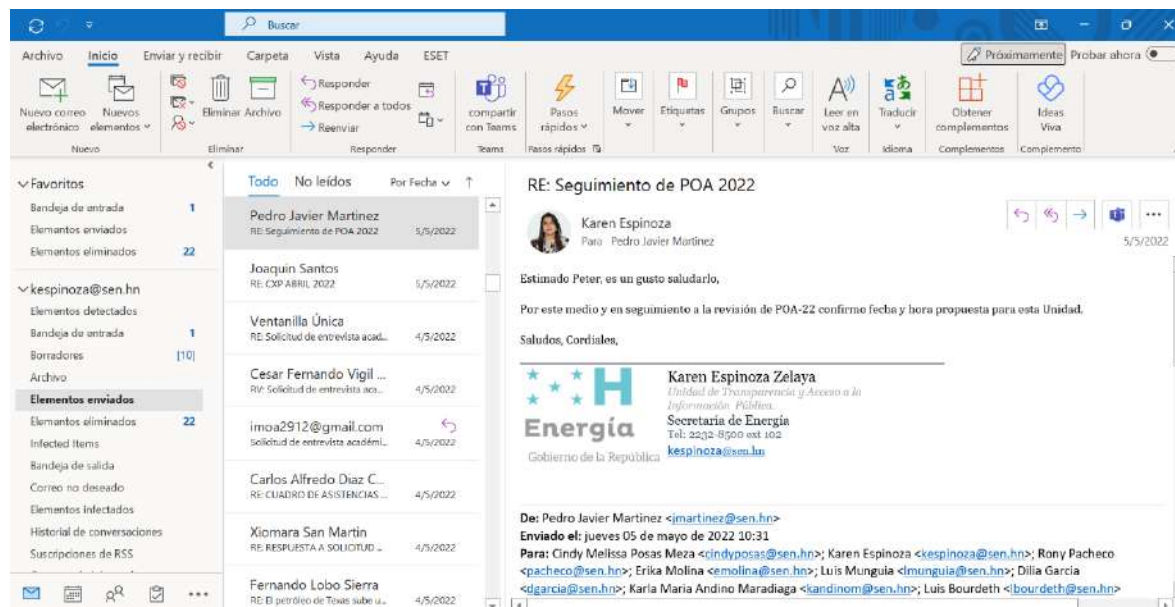 Buscar
Archivo Inicio Enviar y recibir Carpeta Vista Ayuda ESET
Próximamente Probar ahora
Nuevo correo electrónico
Nuevos elementos
Eliminar Archivo
Responder
Responder a todos
Reenviar
compartir con Teams
Pasos rápidos
Mover
Etiquetas
Grupos
Buscar
Leer en voz alta
Traducir
Obtener complementos
Ideas Viva
Nuevo Eliminar Responder Teams Pasos rápidos Voz Idioma Complementos Complemento
Favoritos
Bandeja de entrada 1
Elementos enviados
Elementos eliminados 22
kespinoza@sen.hn
Elementos detectados
Bandeja de entrada 1
Borradores [10]
Archivo
Elementos enviados
Elementos eliminados 22
Infected Items
Bandeja de salida
Correo no deseado
Elementos infectados
Historial de conversaciones
Suscripciones de RSS
Todo No leídos Por Fecha
Pedro Javier Martinez
RE: Seguimiento de POA 2022 5/5/2022
Joaquin Santos
RE: CXP ABRIL 2022 5/5/2022
Ventanilla Única
RE: Solicitud de entrevista acad... 4/5/2022
Cesar Fernando Vigil ...
RV: Solicitud de entrevista aca... 4/5/2022
imoa2912@gmail.com
Solicitud de entrevista académi... 4/5/2022
Carlos Alfredo Diaz C...
RE: CUADRO DE ASISTENCIAS ... 4/5/2022
Xiomara San Martin
RE: RESPUESTA A SOLICITUD ... 4/5/2022
Fernando Lobo Sierra
RE: El petróleo de Texas sube u... 4/5/2022
RE: Seguimiento de POA 2022
Karen Espinoza
Para Pedro Javier Martinez
5/5/2022
Estimado Peter, es un gusto saludarlo,
Por este medio y en seguimiento a la revisión de POA-22 confirmo fecha y hora propuesta para esta Unidad.
Saludos, Cordiales,
H
Energía
Gobierno de la República
Karen Espinoza Zelaya
Unidad de Transparencia y Acceso a la
Información Pública
Secretaría de Energía
Tel: 2232-8500 ext 102
kespinoza@sen.hn
De: Pedro Javier Martinez <jmartinez@sen.hn>
Enviado el: jueves 05 de mayo de 2022 10:31
Para: Cindy Melissa Posas Meza <cindyposas@sen.hn>; Karen Espinoza <kespinoza@sen.hn>; Rony Pacheco
<pacheco@sen.hn>; Erika Molina <emolina@sen.hn>; Luis Munguia <lmunguia@sen.hn>; Dilia Garcia
<dgarcia@sen.hn>; Karla Maria Andino Maradiaga <kandinom@sen.hn>; Luis Bourdeth <lbourdeth@sen.hn>